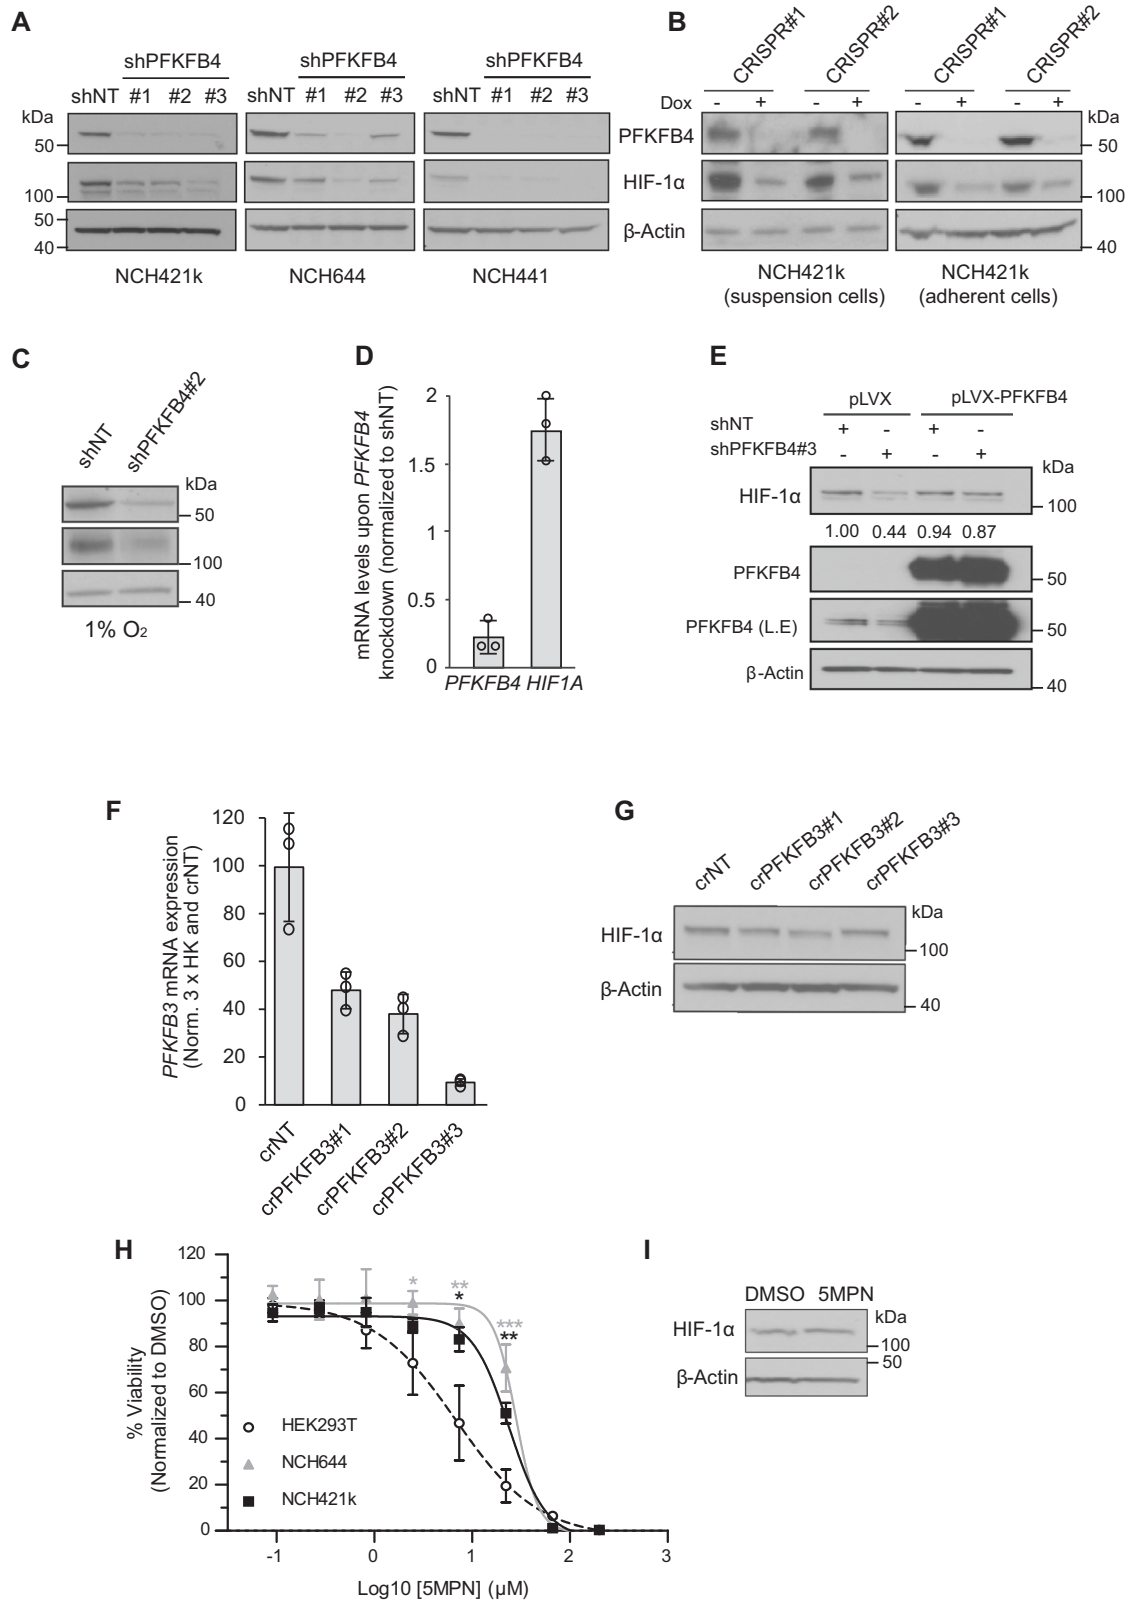 A
shPFKFB4
shPFKFB4
shPFKFB4
shNT #1 #2 #3
shNT #1 #2 #3
shNT #1 #2 #3
kDa
50
100
50
40
NCH421k
NCH644
NCH441
B
CRISPR#1
CRISPR#2
CRISPR#1
CRISPR#2
Dox - + - + - + - +
kDa
PFKFB4
50
HIF-1α
100
β-Actin
40
NCH421k
(suspension cells)
NCH421k
(adherent cells)
C
shNT
shPFKFB4#2
kDa
50
100
40
1% O2
D
mRNA levels upon PFKFB4
knockdown (normalized to shNT)
2
1.5
1
0.5
0
PFKFB4 HIF1A
E
pLVX pLVX-PFKFB4
shNT + - + -
shPFKFB4#3 - + - +
kDa
HIF-1α
100
1.00 0.44 0.94 0.87
PFKFB4
50
PFKFB4 (L.E)
50
β-Actin
40
F
PFKFB3 mRNA expression
(Norm. 3 x HK and crNT)
120
100
80
60
40
20
0
crNT
crPFKFB3#1
crPFKFB3#2
crPFKFB3#3
G
crNT
crPFKFB3#1
crPFKFB3#2
crPFKFB3#3
kDa
HIF-1α
100
β-Actin
40
H
% Viability
(Normalized to DMSO)
120
100
80
60
40
20
0
* ** ***
* **
HEK293T
NCH644
NCH421k
-1 0 1 2 3
Log10 [5MPN] (µM)
I
DMSO 5MPN
kDa
HIF-1α
100
50
β-Actin